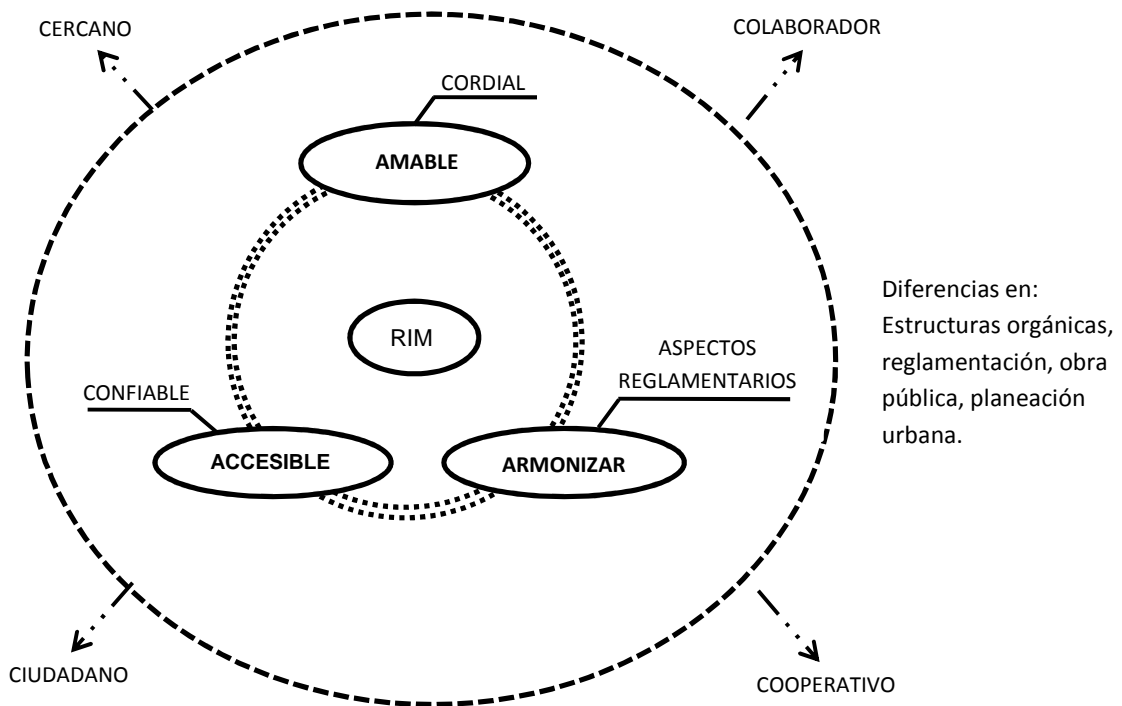 CERCANO
COLABORADOR
CORDIAL
AMABLE
RIM
Diferencias en:
Estructuras orgánicas,
reglamentación, obra
pública, planeación
urbana.
ASPECTOS
REGLAMENTARIOS
CONFIABLE
ACCESIBLE
ARMONIZAR
CIUDADANO
COOPERATIVO